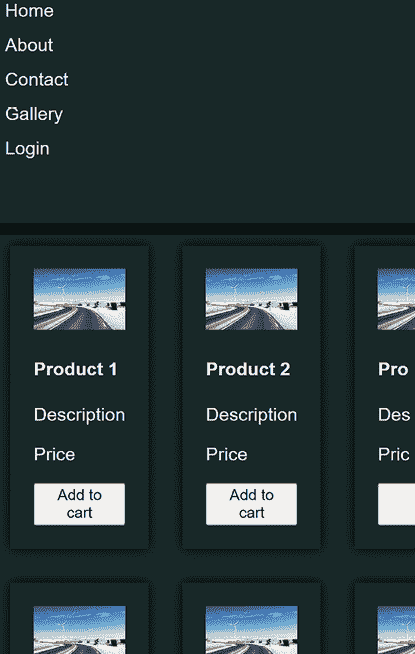 Home
About
Contact
Gallery
Login
Product 1 Product 2 Pro
Description Description Des
Price Price Pric
Add to Add to
cart cart